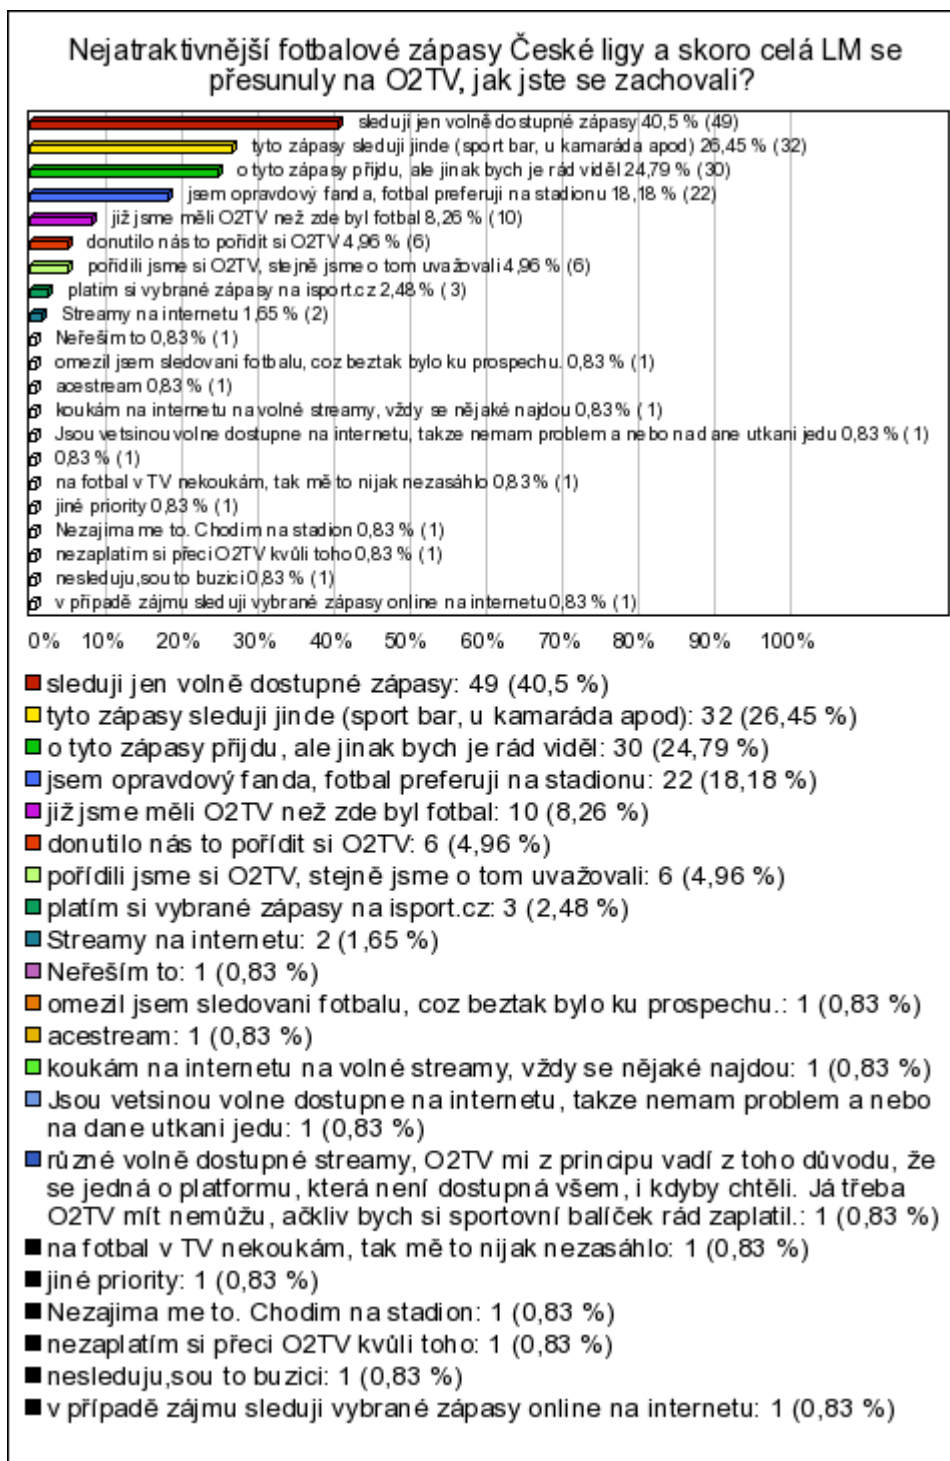 Nejatraktivnější fotbalové zápasy České ligy a skoro celá LM se
přesunuly na O2TV, jak jste se zachovali?
sleduji jen volně dostupné zápasy 40,5 % (49)
tyto zápasy sleduji jinde (sport bar, u kamaráda apod) 26,45 % (32)
o tyto zápasy přijdu, ale jinak bych je rád viděl 24,79 % (30)
jsem opravdový fanda, fotbal preferuji na stadionu 18,18 % (22)
již jsme měli O2TV než zde byl fotbal 8,26 % (10)
donutilo nás to pořídit si O2TV 4,96 % (6)
pořídili jsme si O2TV, stejně jsme o tom uvažovali 4,96 % (6)
platím si vybrané zápasy na isport.cz 2,48 % (3)
Streamy na internetu 1,65 % (2)
Neřeším to 0,83 % (1)
omezil jsem sledovani fotbalu, coz beztak bylo ku prospechu. 0,83 % (1)
acestream 0,83 % (1)
koukám na internetu na volné streamy, vždy se nějaké najdou 0,83 % (1)
Jsou vetsinou volne dostupne na internetu, takze nemam problem a nebo na dane utkani jedu 0,83 % (1)
0,83 % (1)
na fotbal v TV nekoukám, tak mě to nijak nezasáhlo 0,83 % (1)
jiné priority 0,83 % (1)
Nezajima me to. Chodim na stadion 0,83 % (1)
nezaplatím si přeci O2TV kvůli toho 0,83 % (1)
nesleduju,sou to buzici 0,83 % (1)
v případě zájmu sleduji vybrané zápasy online na internetu 0,83 % (1)
0% 10% 20% 30% 40% 50% 60% 70% 80% 90% 100%
sleduji jen volně dostupné zápasy: 49 (40,5 %)
tyto zápasy sleduji jinde (sport bar, u kamaráda apod): 32 (26,45 %)
o tyto zápasy přijdu, ale jinak bych je rád viděl: 30 (24,79 %)
jsem opravdový fanda, fotbal preferuji na stadionu: 22 (18,18 %)
již jsme měli O2TV než zde byl fotbal: 10 (8,26 %)
donutilo nás to pořídit si O2TV: 6 (4,96 %)
pořídili jsme si O2TV, stejně jsme o tom uvažovali: 6 (4,96 %)
platím si vybrané zápasy na isport.cz: 3 (2,48 %)
Streamy na internetu: 2 (1,65 %)
Neřeším to: 1 (0,83 %)
omezil jsem sledovani fotbalu, coz beztak bylo ku prospechu.: 1 (0,83 %)
acestream: 1 (0,83 %)
koukám na internetu na volné streamy, vždy se nějaké najdou: 1 (0,83 %)
Jsou vetsinou volne dostupne na internetu, takze nemam problem a nebo
na dane utkani jedu: 1 (0,83 %)
různé volně dostupné streamy, O2TV mi z principu vadí z toho důvodu, že
se jedná o platformu, která není dostupná všem, i kdyby chtěli. Já třeba
O2TV mít nemůžu, ačkliv bych si sportovní balíček rád zaplatil.: 1 (0,83 %)
na fotbal v TV nekoukám, tak mě to nijak nezasáhlo: 1 (0,83 %)
jiné priority: 1 (0,83 %)
Nezajima me to. Chodim na stadion: 1 (0,83 %)
nezaplatím si přeci O2TV kvůli toho: 1 (0,83 %)
nesleduju,sou to buzici: 1 (0,83 %)
v případě zájmu sleduji vybrané zápasy online na internetu: 1 (0,83 %)